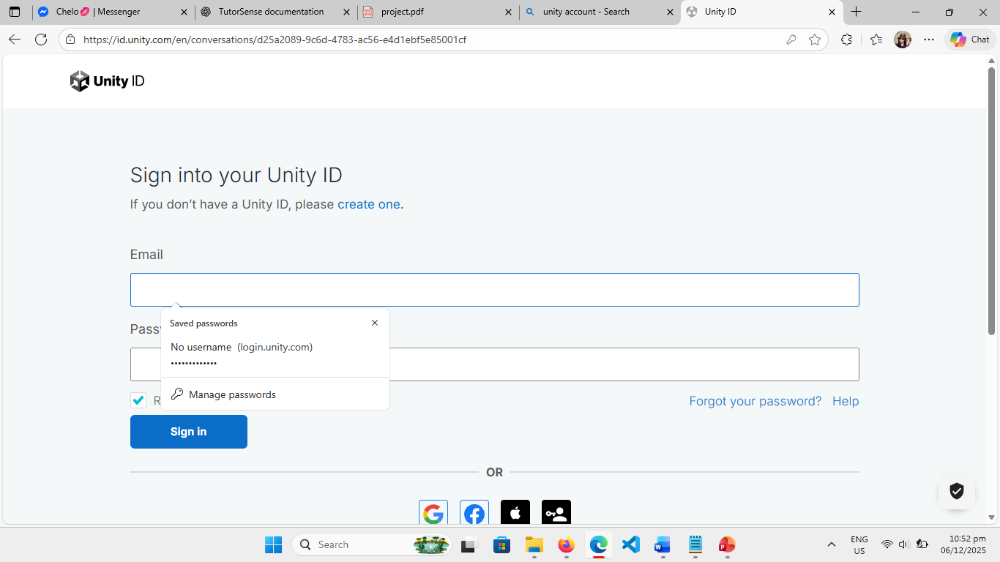 Chelo💋 | Messenger
TutorSense documentation
project.pdf
unity account - Search
Unity ID
https://id.unity.com/en/conversations/d25a2089-9c6d-4783-ac56-e4d1ebf5e85001cf
Chat
Unity ID
Sign into your Unity ID
If you don’t have a Unity ID, please create one.
Email
Saved passwords
No username (login.unity.com)
•••••••••••••
Manage passwords
Forgot your password? Help
Sign in
OR
Search
ENG
US
10:52 pm
06/12/2025